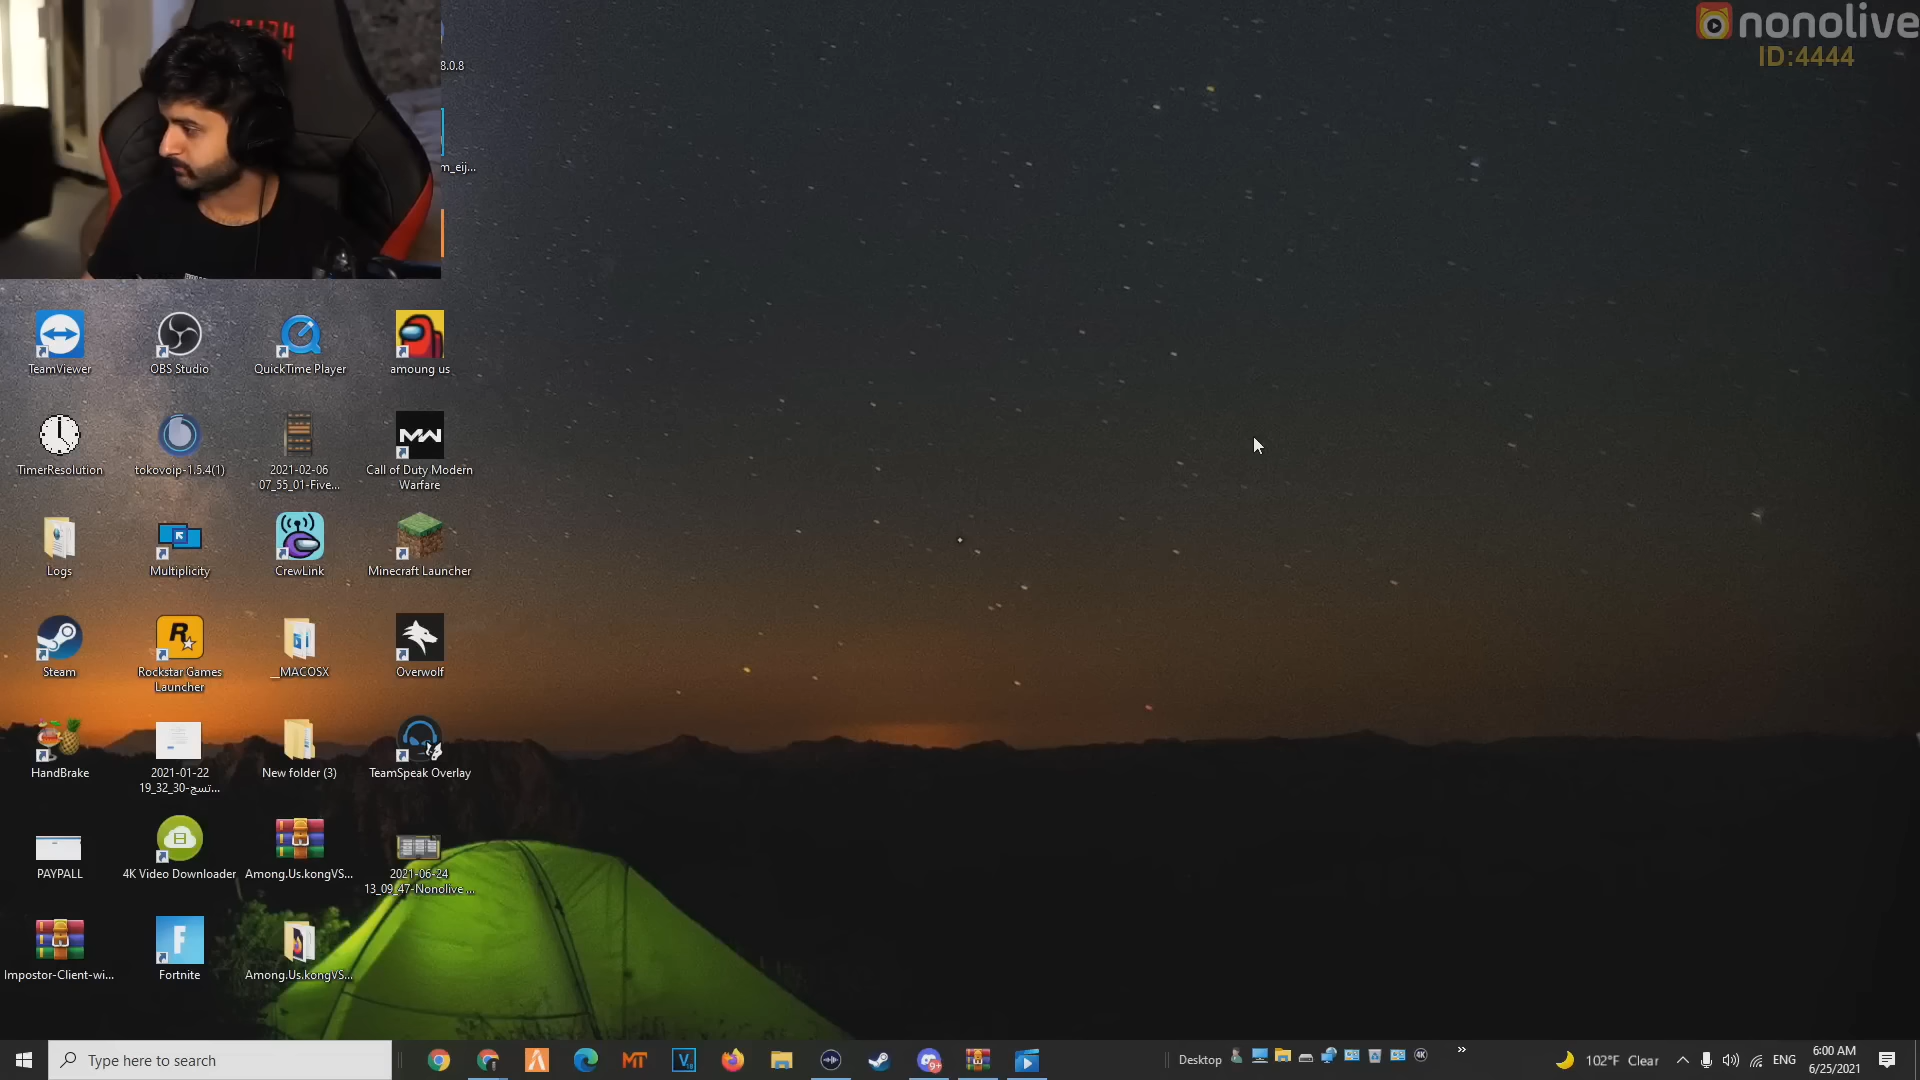 nonolive
ID:4444
8.0.8
m_eij...
TeamViewer
OBS Studio
QuickTime Player
amoung us
TimerResolution
tokovoip-1.5.4(1)
2021-02-06
07_55_01-Five...
Call of Duty Modern
Warfare
Logs
Multiplicity
CrewLink
Minecraft Launcher
Steam
Rockstar Games
Launcher
__MACOSX
Overwolf
HandBrake
2021-01-22
19_32_30-تسج...
New folder (3)
TeamSpeak Overlay
PAYPALL
4K Video Downloader
Among.Us.kongVS...
2021-06-24
13_09_47-Nonolive ...
Impostor-Client-wi...
Fortnite
Among.Us.kongVS...
Type here to search
Desktop
102°F Clear
ENG
6:00 AM
6/25/2021